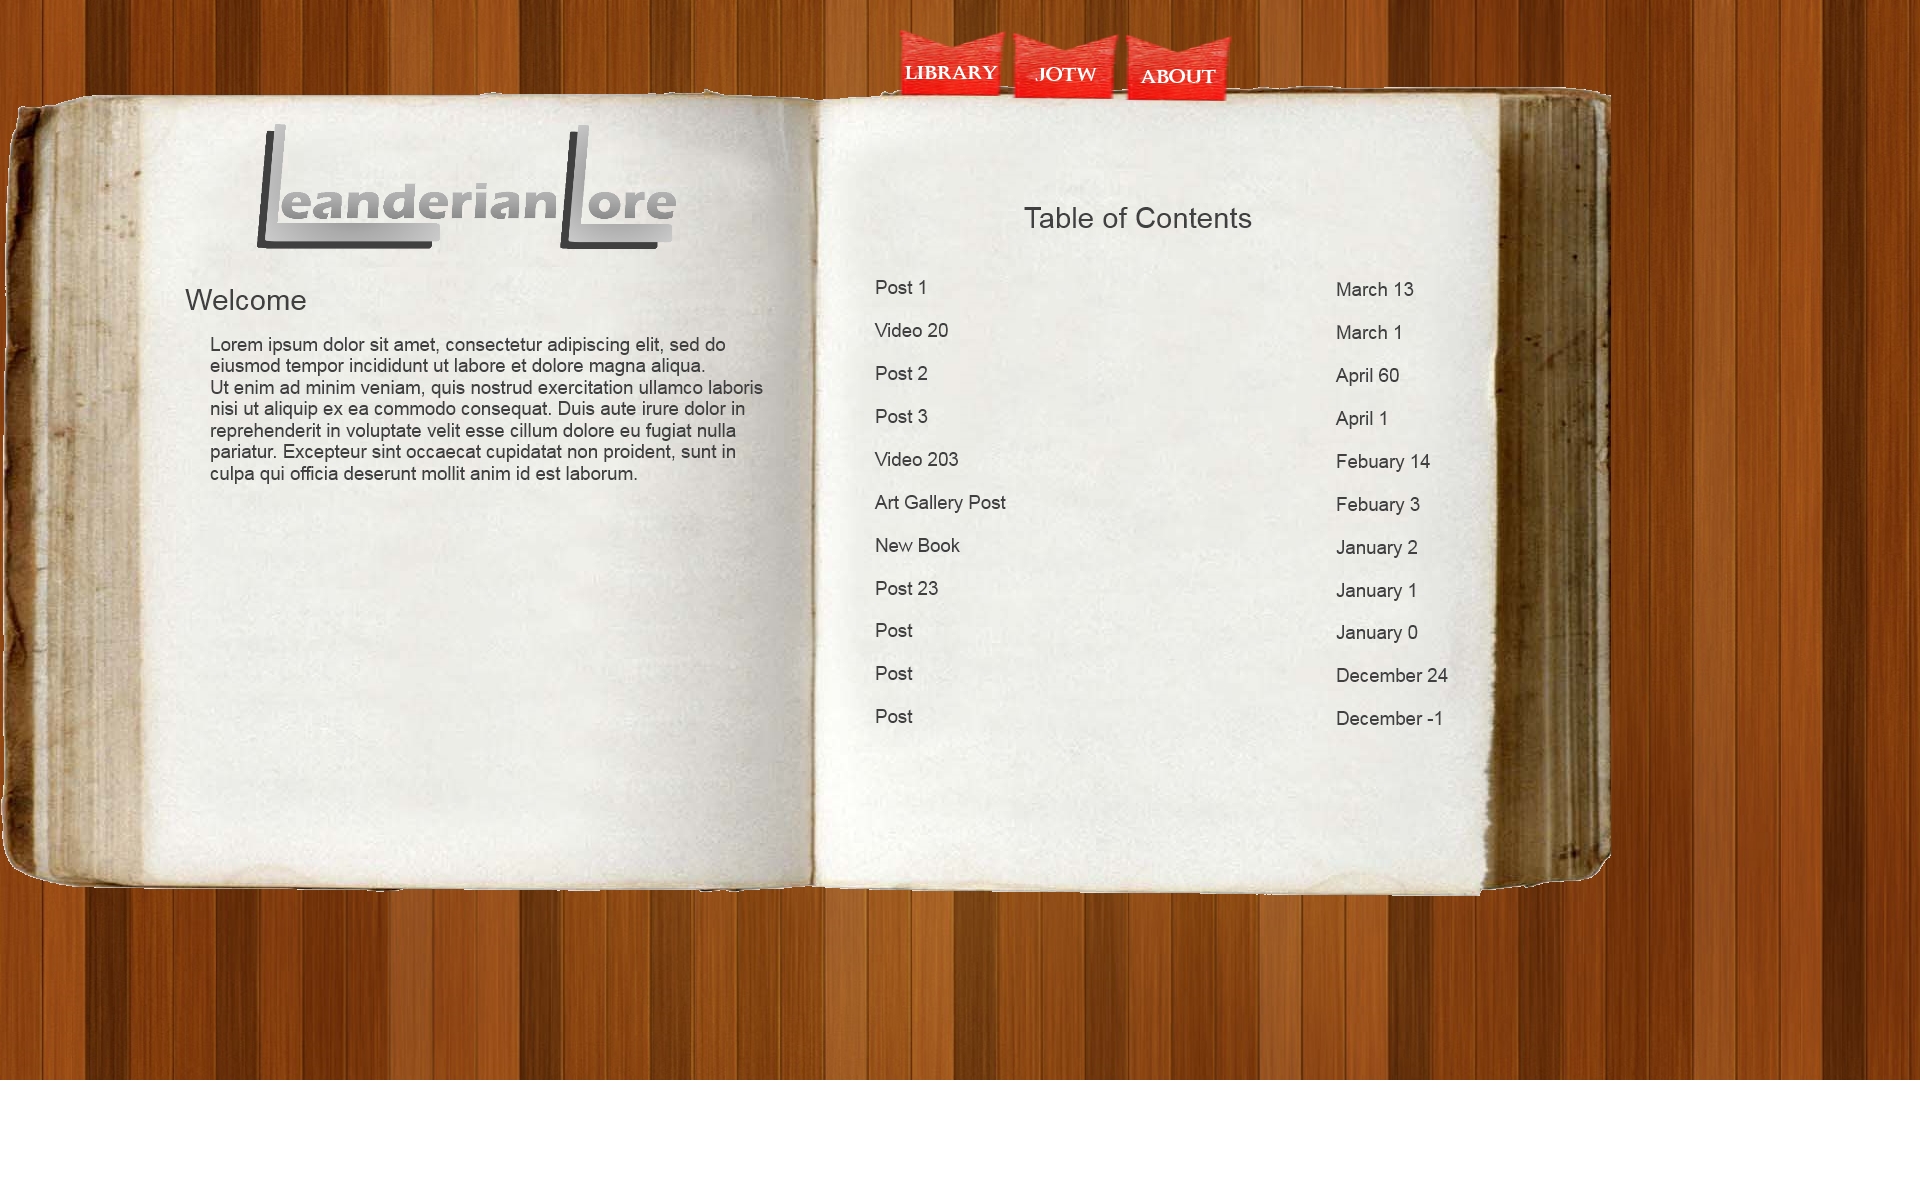 LIBRARY JOTW ABOUT
Leanderian Lore
Welcome
Lorem ipsum dolor sit amet, consectetur adipiscing elit, sed do
eiusmod tempor incididunt ut labore et dolore magna aliqua.
Ut enim ad minim veniam, quis nostrud exercitation ullamco laboris
nisi ut aliquip ex ea commodo consequat. Duis aute irure dolor in
reprehenderit in voluptate velit esse cillum dolore eu fugiat nulla
pariatur. Excepteur sint occaecat cupidatat non proident, sunt in
culpa qui officia deserunt mollit anim id est laborum.
Table of Contents
Post 1 March 13
Video 20 March 1
Post 2 April 60
Post 3 April 1
Video 203 Febuary 14
Art Gallery Post Febuary 3
New Book January 2
Post 23 January 1
Post January 0
Post December 24
Post December -1